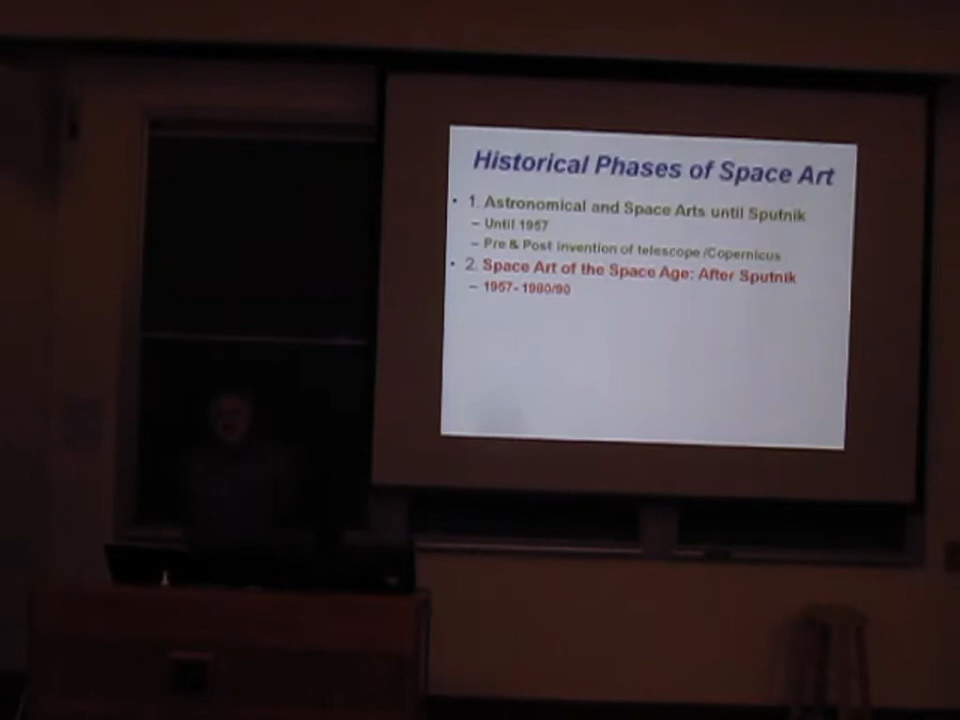 Historical Phases of Space Art
• 1. Astronomical and Space Arts until Sputnik
– Until 1957
– Pre & Post invention of telescope /Copernicus
• 2. Space Art of the Space Age: After Sputnik
– 1957- 1980/90